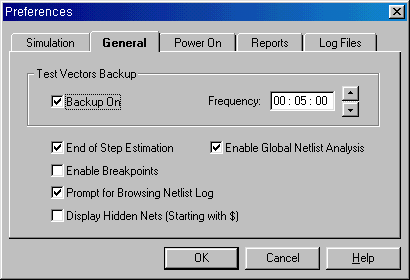 Preferences
Simulation General Power On Reports Log Files
Test Vectors Backup
Backup On Frequency: 00 : 05 : 00
End of Step Estimation Enable Global Netlist Analysis
Enable Breakpoints
Prompt for Browsing Netlist Log
Display Hidden Nets (Starting with $)
OK Cancel Help